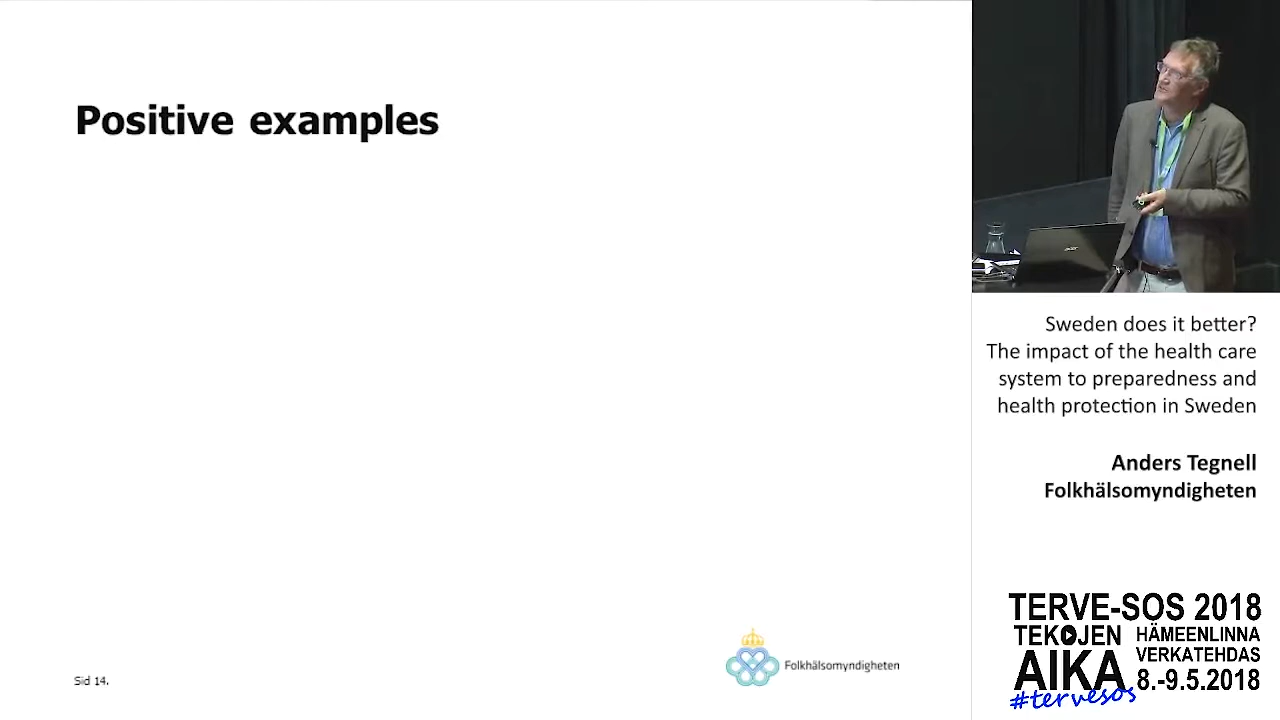 Positive examples
Sid 14.
Folkhälsomyndigheten
acer
Sweden does it better?
The impact of the health care
system to preparedness and
health protection in Sweden
Anders Tegnell
Folkhälsomyndigheten
TERVE-SOS 2018
TEKOJEN
AIKA
HÄMEENLINNA
VERKATEHDAS
8.-9.5.2018
#tervesos